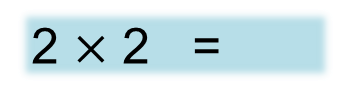 2 × 2 =